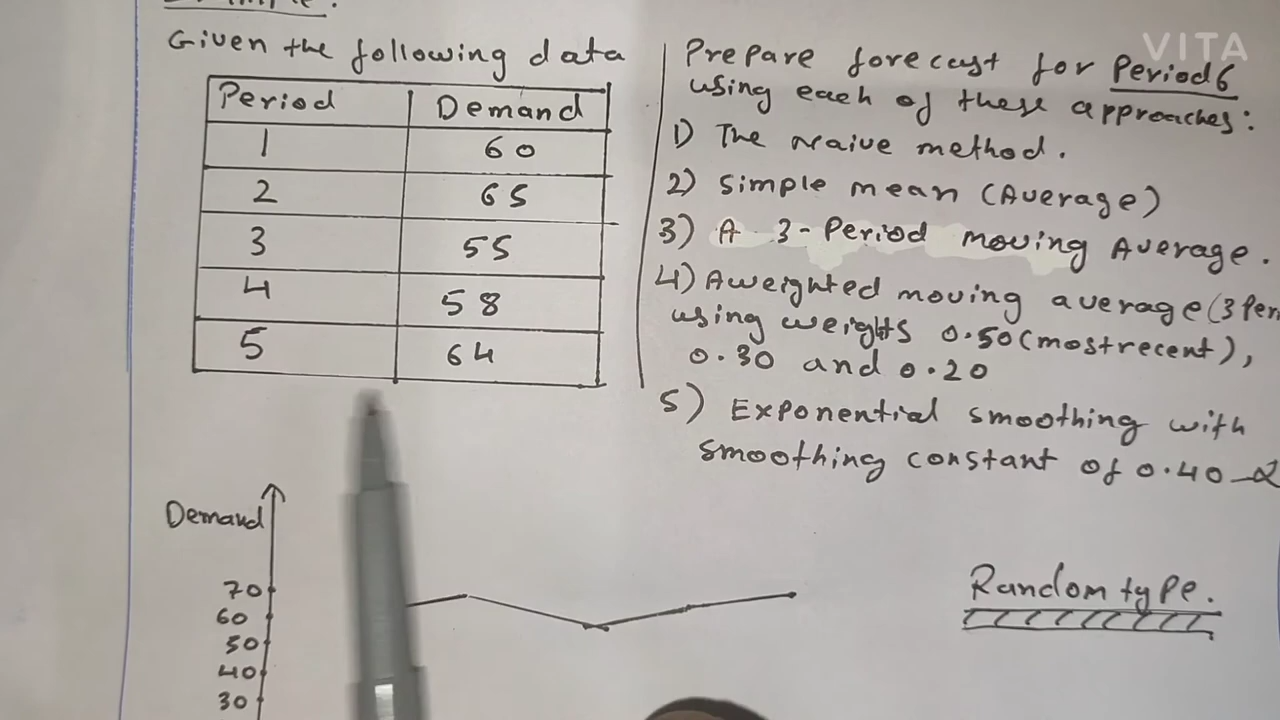 Given the following data
Period Demand
1 60
2 65
3 55
4 58
5 64
Prepare forecast for Period 6
using each of these approaches:
1) The naive method.
2) Simple mean (Average)
3) A 3-Period moving Average.
4) A weighted moving average (3 Peri
using weights 0.50 (most recent),
0.30 and 0.20
5) Exponential smoothing with
smoothing constant of 0.40 - α
Demand
70
60
50
40
30
Random type.
VITA